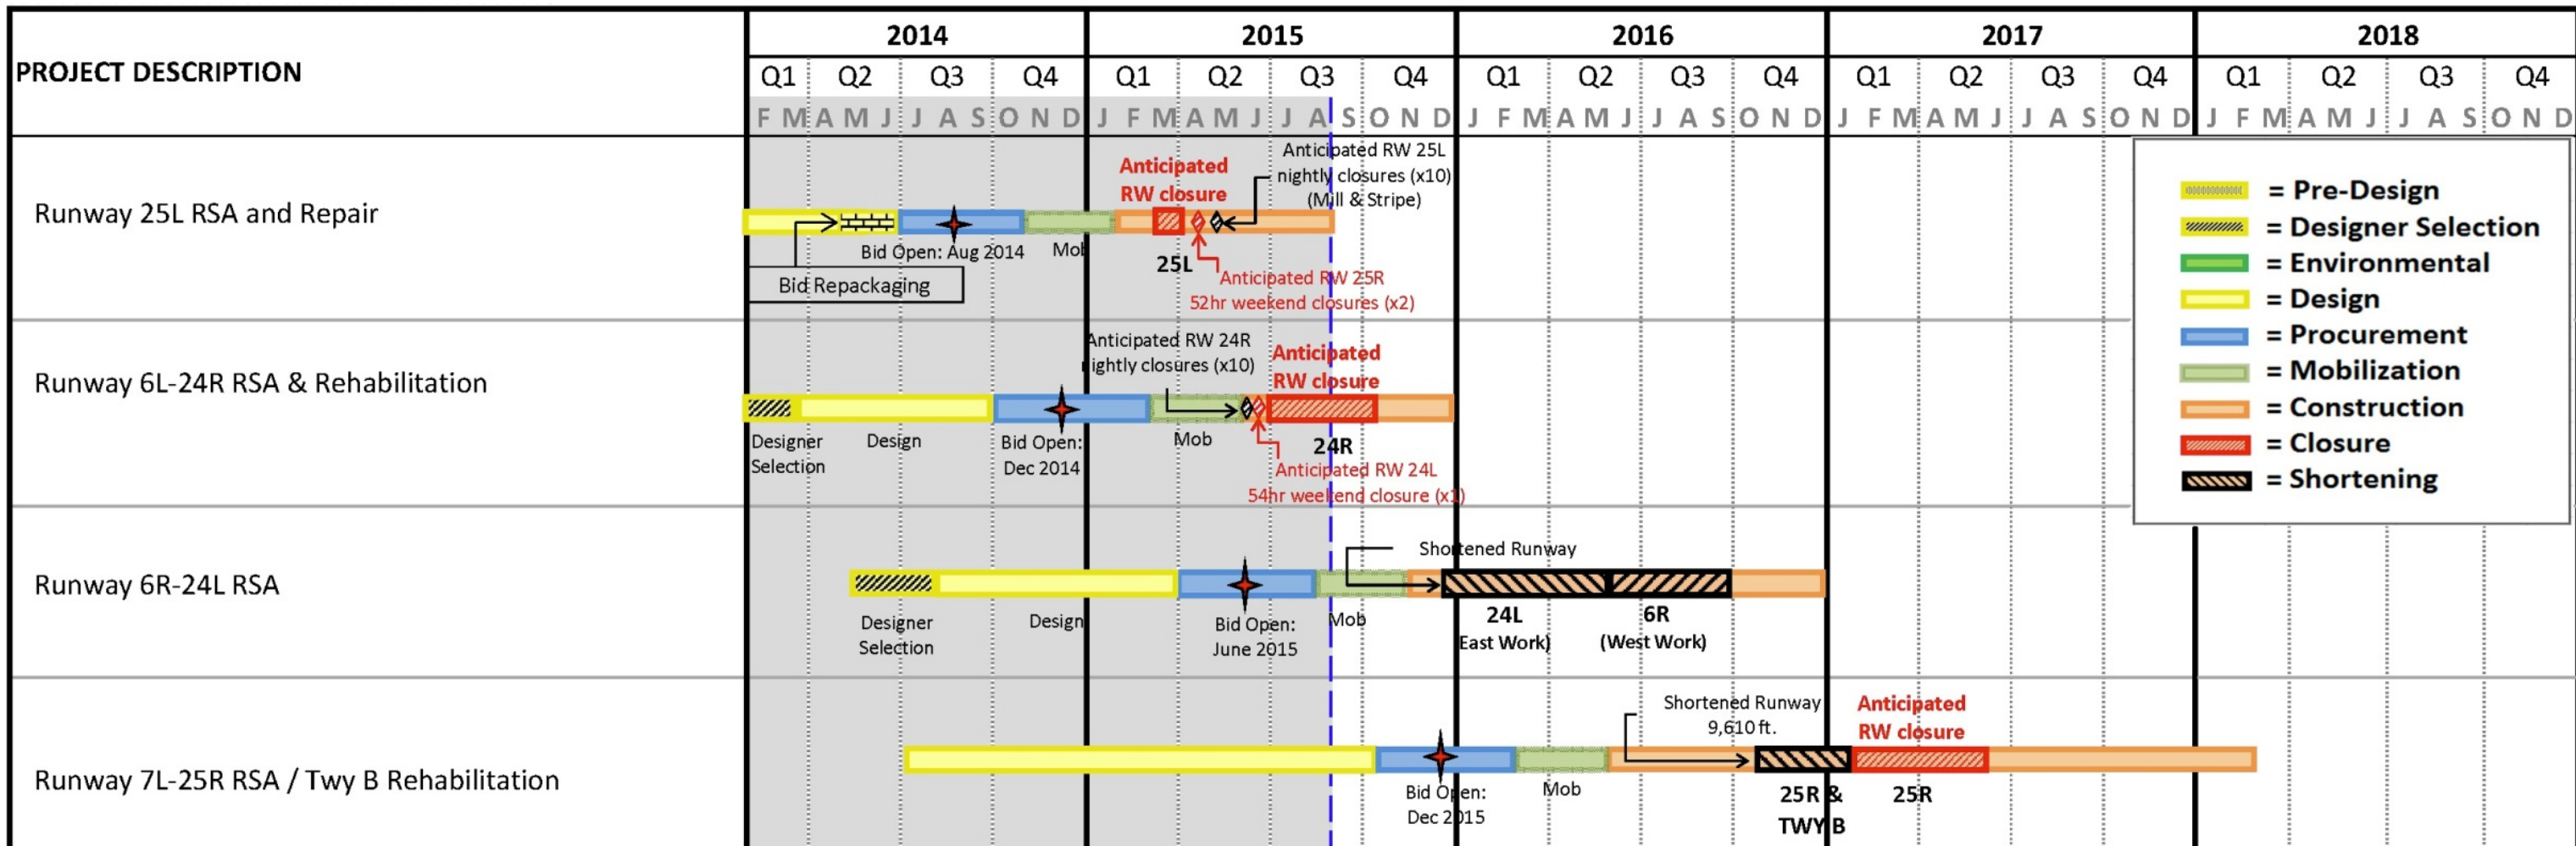 2014 2015 2016 2017 2018
PROJECT DESCRIPTION
Q1 Q2 Q3 Q4 Q1 Q2 Q3 Q4 Q1 Q2 Q3 Q4 Q1 Q2 Q3 Q4 Q1 Q2 Q3 Q4
F M A M J J A S O N D J F M A M J J A S O N D J F M A M J J A S O N D J F M A M J J A S O N D J F M A M J J A S O N D
Runway 25L RSA and Repair
Anticipated
RW closure
Anticipated RW 25L
nightly closures (x10)
(Mill & Stripe)
Bid Open: Aug 2014
Mob
25L
Bid Repackaging
Anticipated RW 25R
52hr weekend closures (x2)
Runway 6L-24R RSA & Rehabilitation
Anticipated RW 24R
nightly closures (x10)
Anticipated
RW closure
Designer
Selection
Design
Bid Open:
Dec 2014
Mob
24R
Anticipated RW 24L
54hr weekend closure (x1)
Runway 6R-24L RSA
Shortened Runway
Designer
Selection
Design
Bid Open:
June 2015
Mob
24L
East Work)
6R
(West Work)
Runway 7L-25R RSA / Twy B Rehabilitation
Shortened Runway
9,610 ft.
Anticipated
RW closure
Bid Open:
Dec 2015
Mob
25R &
TWY B
25R
= Pre-Design
= Designer Selection
= Environmental
= Design
= Procurement
= Mobilization
= Construction
= Closure
= Shortening